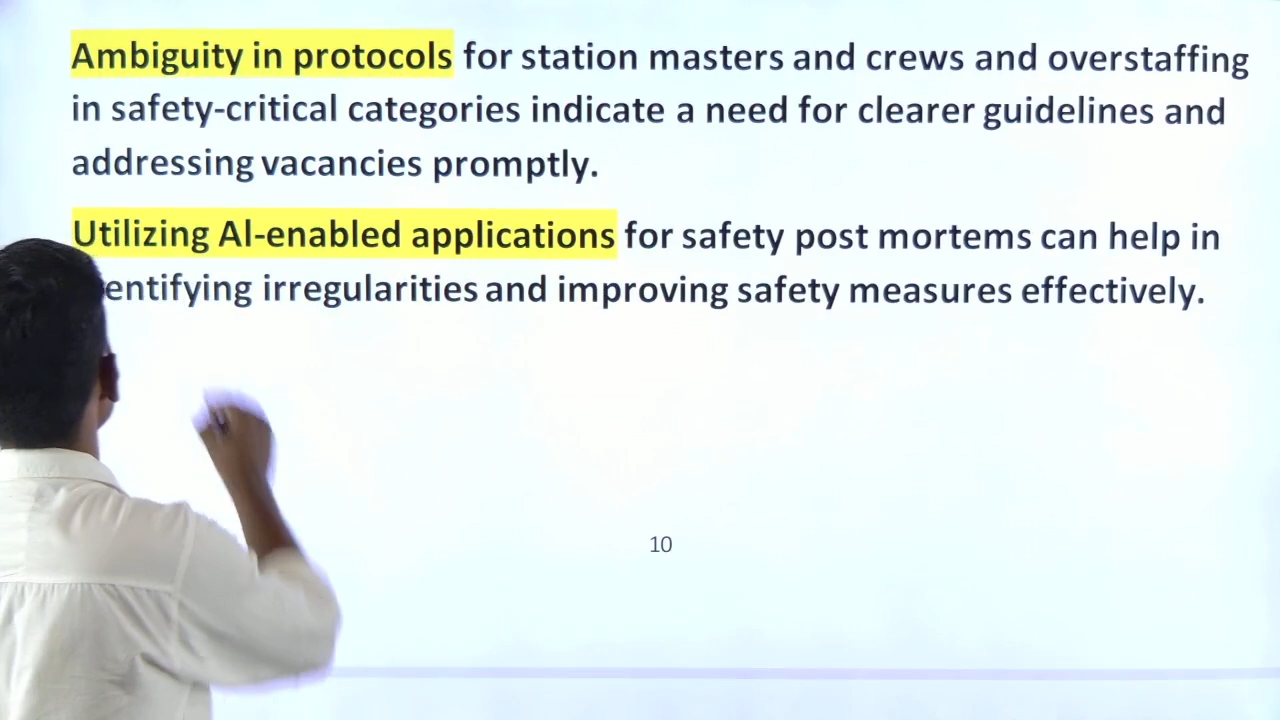 Ambiguity in protocols for station masters and crews and overstaffing
in safety-critical categories indicate a need for clearer guidelines and
addressing vacancies promptly.
Utilizing AI-enabled applications for safety post mortems can help in
entifying irregularities and improving safety measures effectively.
10